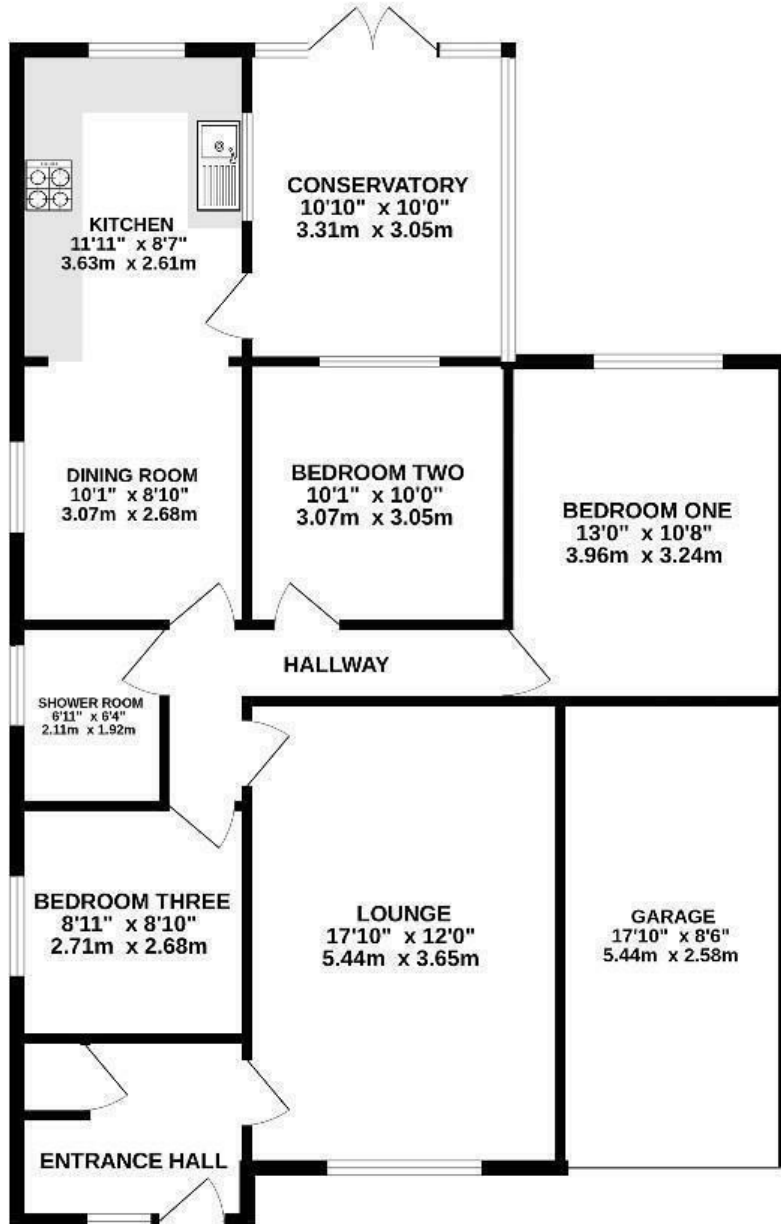 KITCHEN
11'11" x 8'7"
3.63m x 2.61m
CONSERVATORY
10'10" x 10'0"
3.31m x 3.05m
DINING ROOM
10'1" x 8'10"
3.07m x 2.68m
BEDROOM TWO
10'1" x 10'0"
3.07m x 3.05m
BEDROOM ONE
13'0" x 10'8"
3.96m x 3.24m
HALLWAY
SHOWER ROOM
6'11" x 6'4"
2.11m x 1.92m
BEDROOM THREE
8'11" x 8'10"
2.71m x 2.68m
LOUNGE
17'10" x 12'0"
5.44m x 3.65m
GARAGE
17'10" x 8'6"
5.44m x 2.58m
ENTRANCE HALL